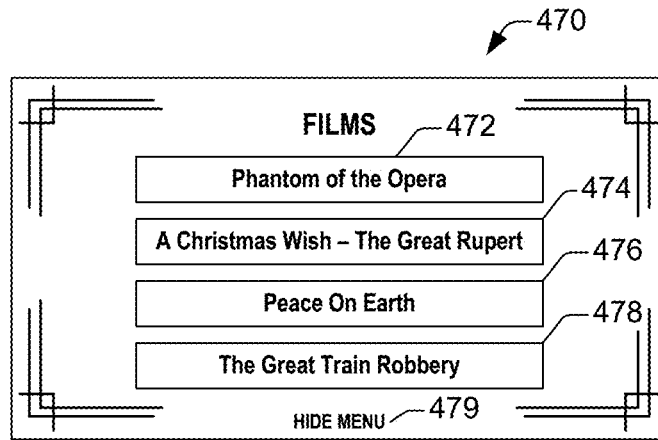 470
FILMS
472
Phantom of the Opera
474
A Christmas Wish – The Great Rupert
476
Peace On Earth
478
The Great Train Robbery
HIDE MENU 479